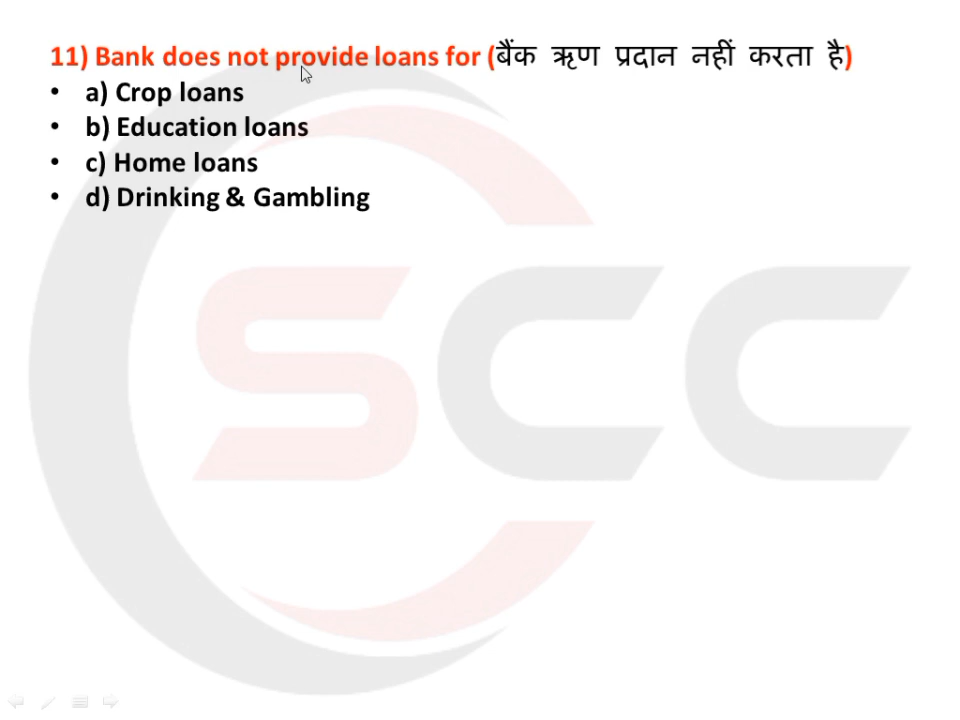 11) Bank does not provide loans for (बैंक ऋण प्रदान नहीं करता है)
• a) Crop loans
• b) Education loans
• c) Home loans
• d) Drinking & Gambling
SCC